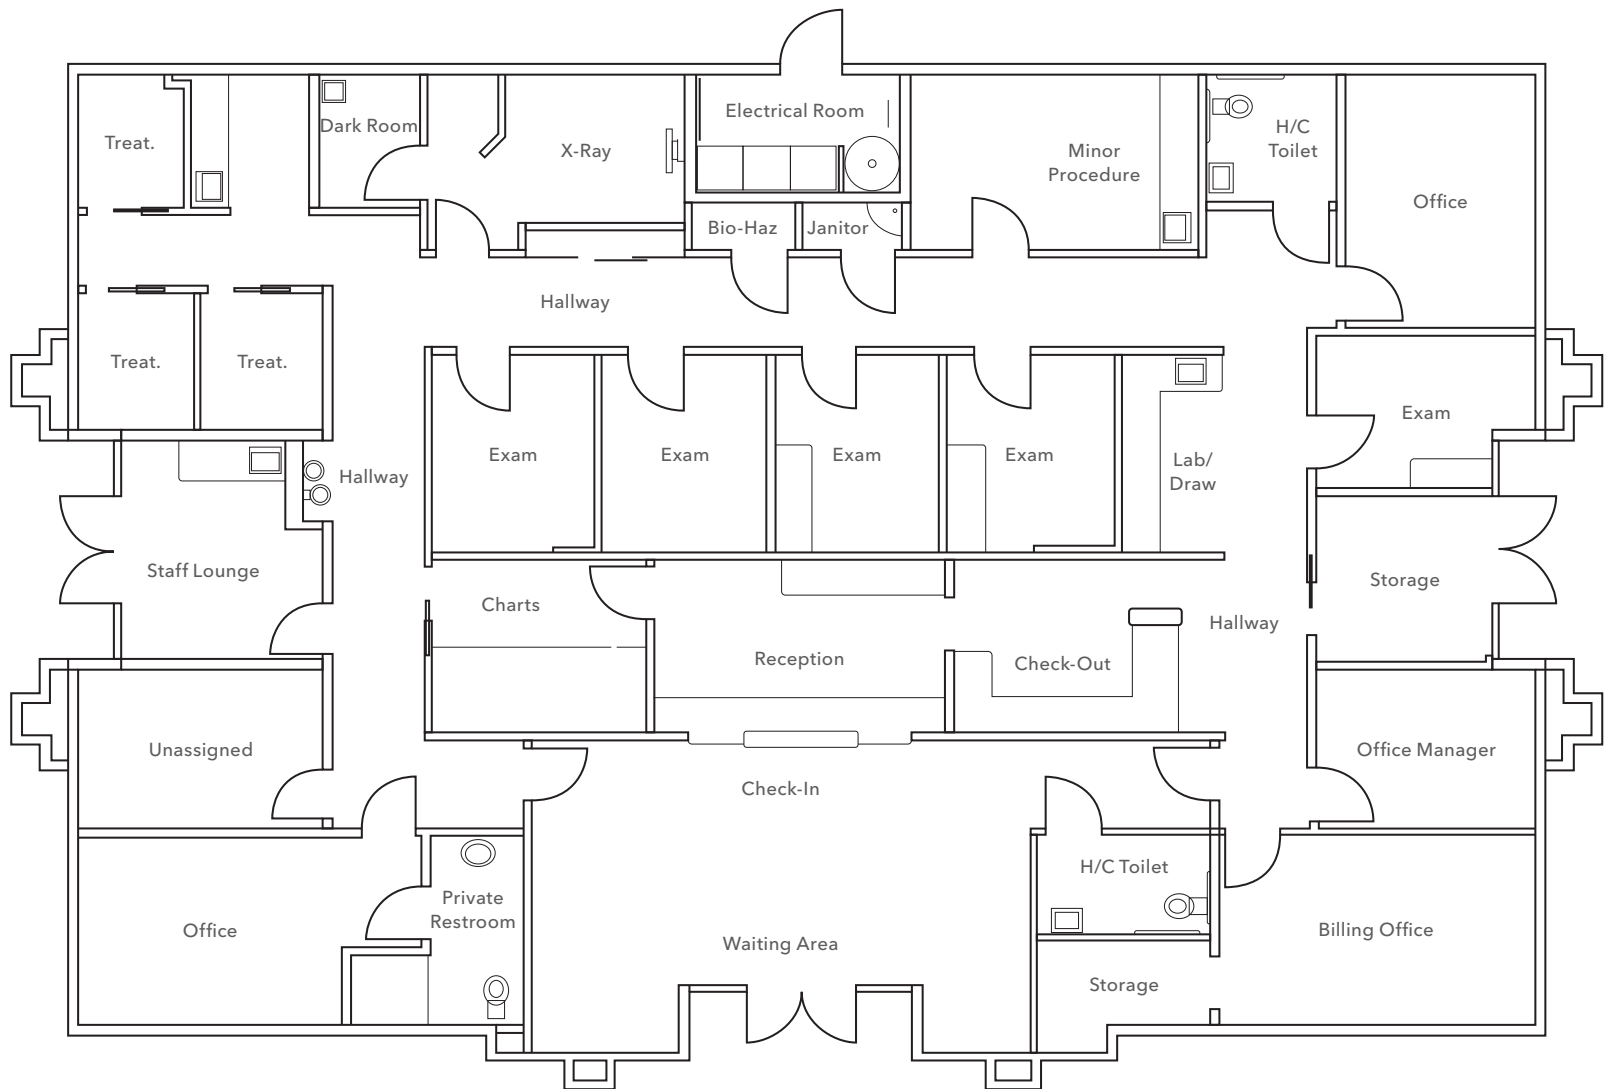 Electrical Room
Dark Room
H/C
Toilet
Treat.
X-Ray
Minor
Procedure
Office
Bio-Haz
Janitor
Hallway
Treat.
Treat.
Exam
Exam
Exam
Exam
Exam
Lab/
Draw
Hallway
Staff Lounge
Storage
Charts
Hallway
Reception
Check-Out
Unassigned
Office Manager
Check-In
H/C Toilet
Private
Restroom
Office
Billing Office
Waiting Area
Storage